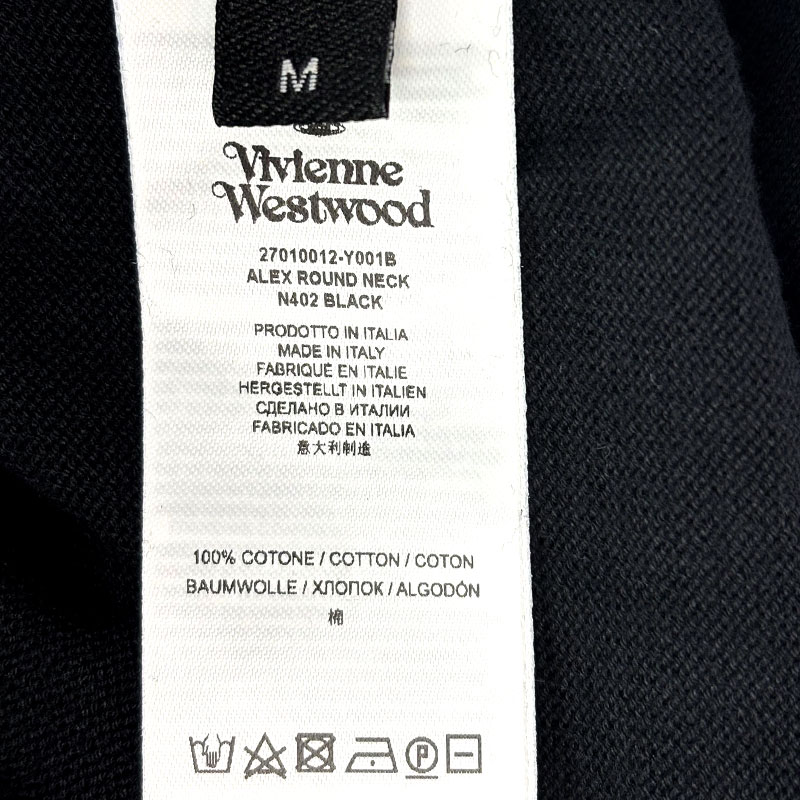 M
Vivienne
Westwood
27010012-Y001B
ALEX ROUND NECK
N402 BLACK
PRODOTTO IN ITALIA
MADE IN ITALY
FABRIQUÉ EN ITALIE
HERGESTELLT IN ITALIEN
СДЕЛАНО В ИТАЛИИ
FABRICADO EN ITALIA
意大利制造
100% COTONE / COTTON / COTON
BAUMWOLLE / ХЛОПОК / ALGODÓN
棉
P